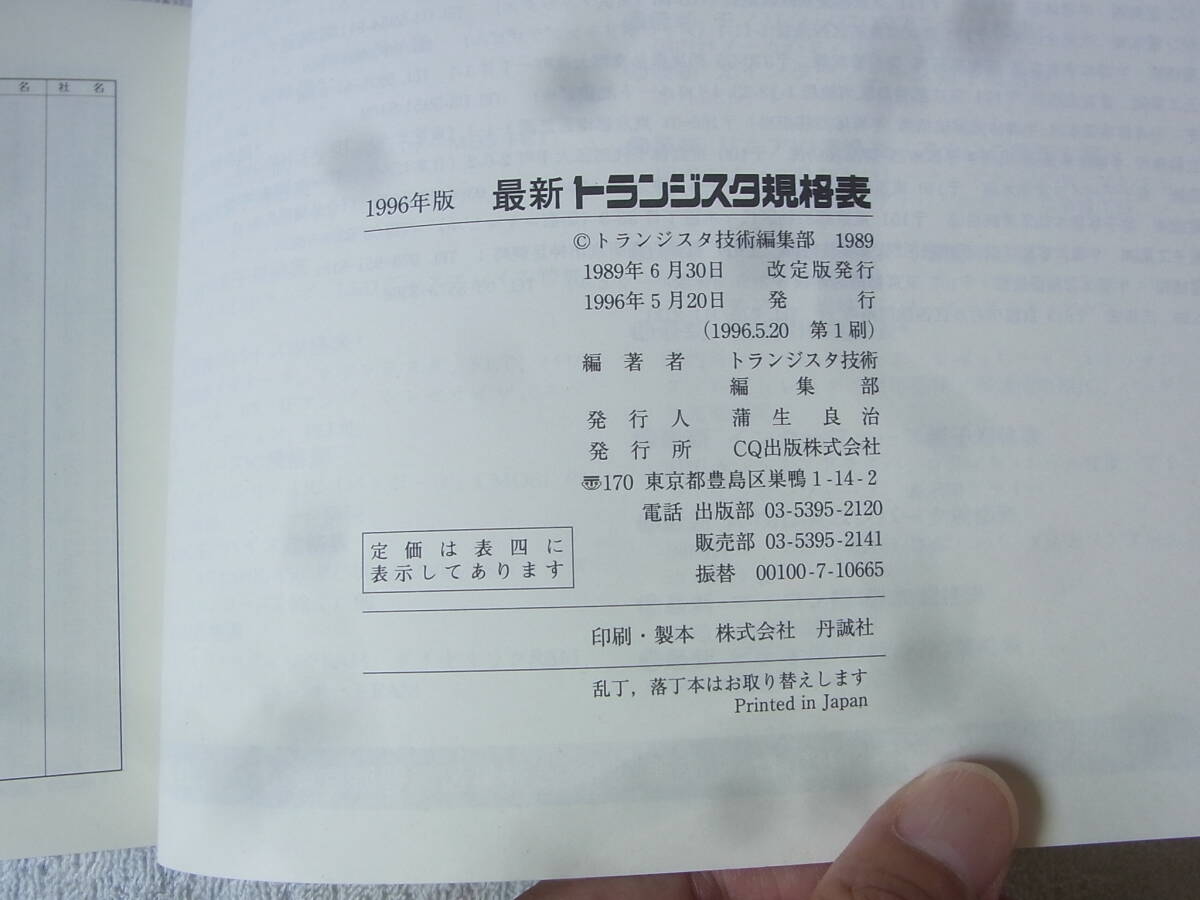 名 社 名
1996年版 最新 トランジスタ規格表
©トランジスタ技術編集部 1989
1989年6月30日 改定版発行
1996年5月20日 発行
(1996.5.20 第1刷)
編著者 トランジスタ技術
編集部
発行人 蒲生良治
発行所 CQ出版株式会社
〠170 東京都豊島区巣鴨1-14-2
電話 出版部 03-5395-2120
販売部 03-5395-2141
振替 00100-7-10665
定価は表四に
表示してあります
印刷・製本 株式会社 丹誠社
乱丁，落丁本はお取り替えします
Printed in Japan